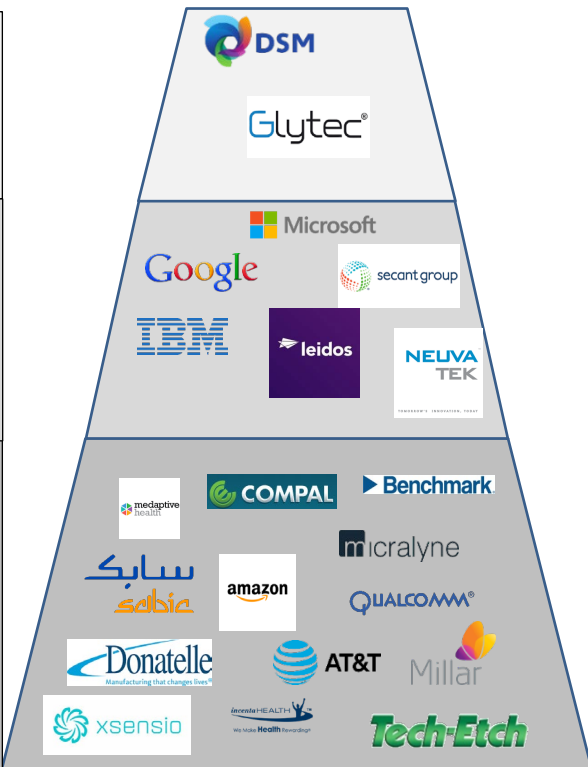 DSM
Glytec®
Microsoft
Google
secant group
IBM
leidos
NEUVA
TEK
TOMORROW'S INNOVATION, TODAY
medaptive
health
COMPAL
Benchmark
micralyne
سابك
sabic
amazon
QUALCOMM®
Donatelle
Manufacturing that changes lives®
AT&T
Millar
xsensio
inventuHEALTH™
We Make Health Rewarding®
Tech-Etch